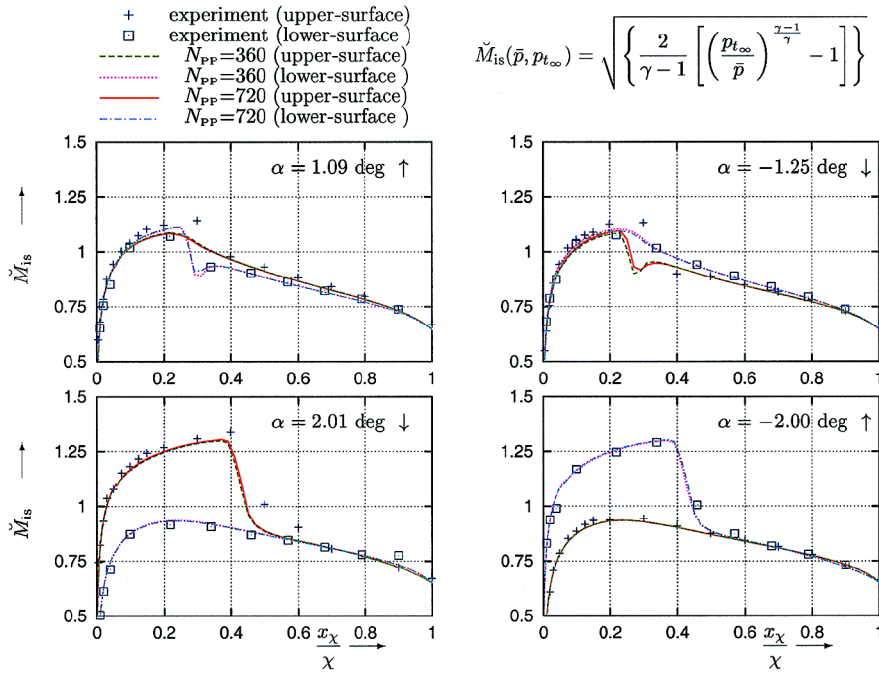 experiment (upper-surface)
experiment (lower-surface )
N_PP=360 (upper-surface)
N_PP=360 (lower-surface )
N_PP=720 (upper-surface)
N_PP=720 (lower-surface )
M̆_is(p̄, p_t∞) = √{ 2/(γ−1) [ (p_t∞/p̄)^((γ−1)/γ) − 1 ] }
α = 1.09 deg ↑
1.5
1.25
1
0.75
0.5
M̆_is
0 0.2 0.4 0.6 0.8 1
α = −1.25 deg ↓
1.5
1.25
1
0.75
0.5
0 0.2 0.4 0.6 0.8 1
α = 2.01 deg ↓
1.5
1.25
1
0.75
0.5
M̆_is
0 0.2 0.4 0.6 0.8 1
x_χ/χ
α = −2.00 deg ↑
1.5
1.25
1
0.75
0.5
0 0.2 0.4 0.6 0.8 1
x_χ/χ